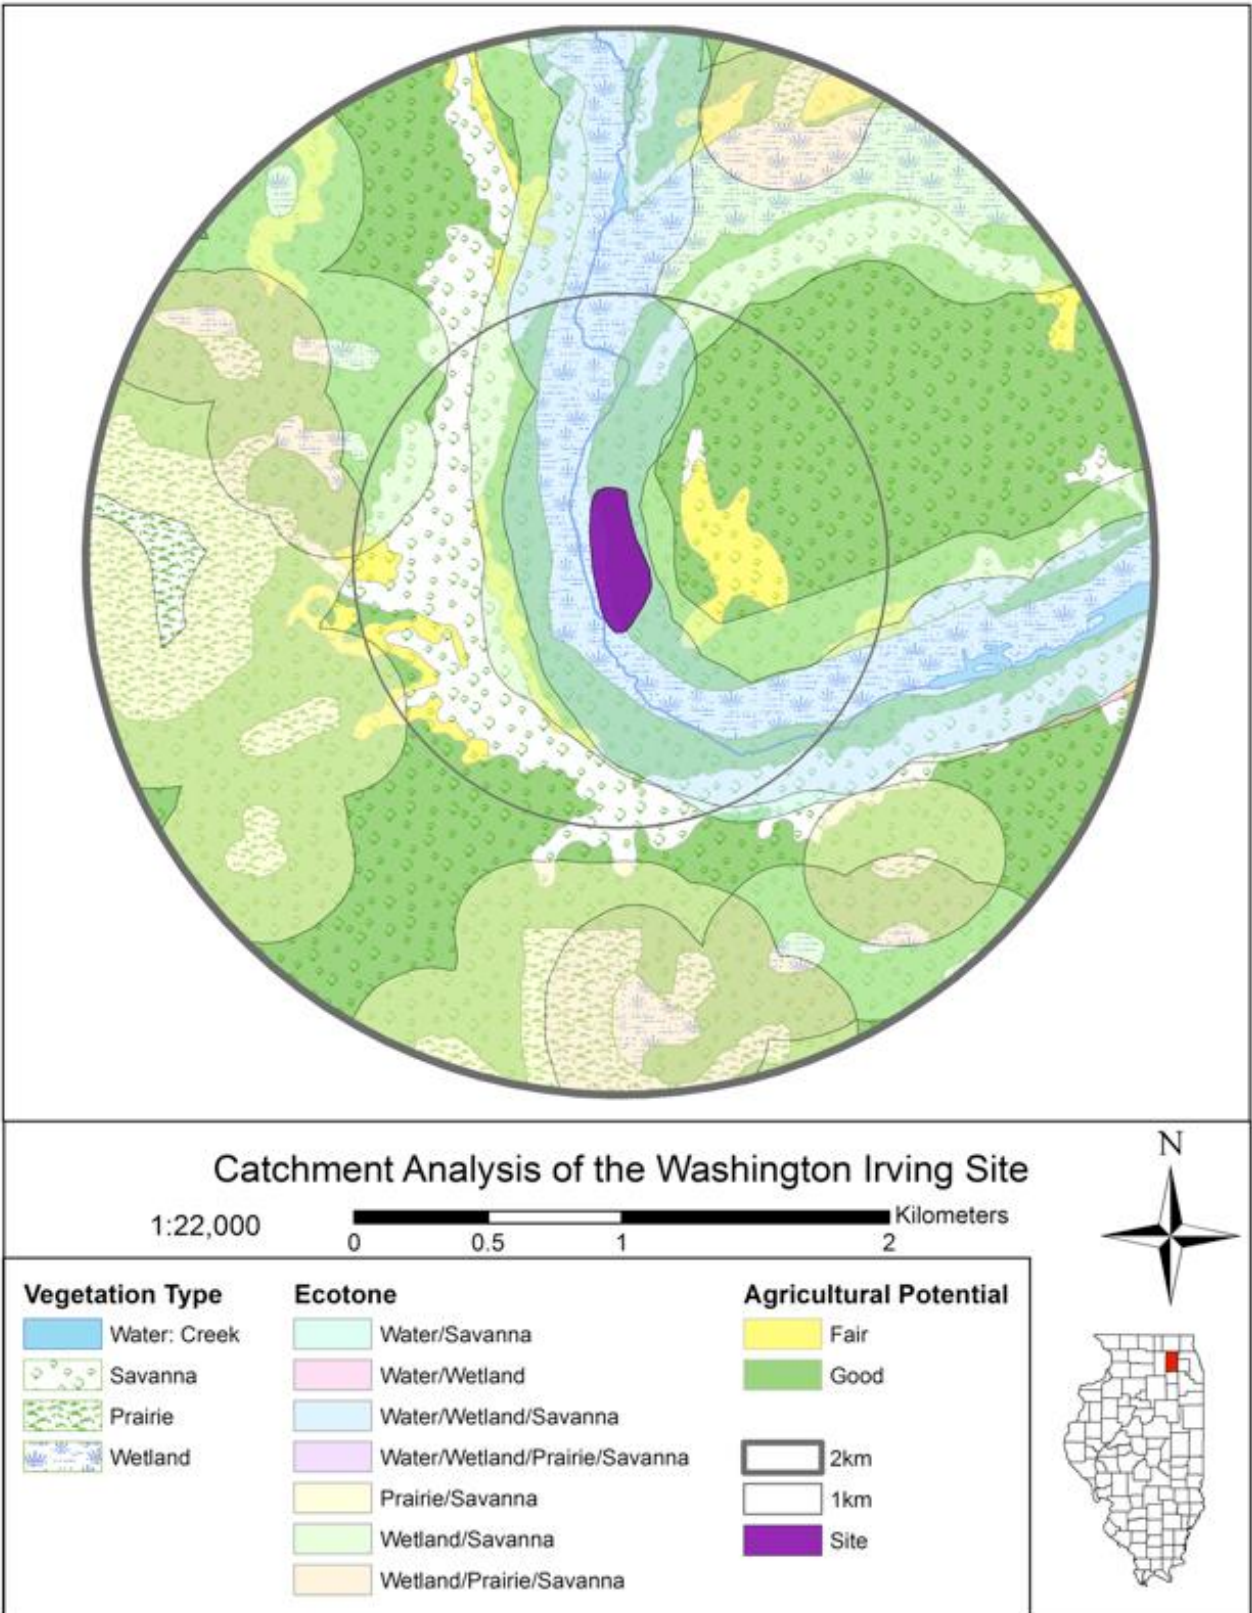 Catchment Analysis of the Washington Irving Site
N
1:22,000
Kilometers
0 0.5 1 2
Vegetation Type
Water: Creek
Savanna
Prairie
Wetland
Ecotone
Water/Savanna
Water/Wetland
Water/Wetland/Savanna
Water/Wetland/Prairie/Savanna
Prairie/Savanna
Wetland/Savanna
Wetland/Prairie/Savanna
Agricultural Potential
Fair
Good
2km
1km
Site